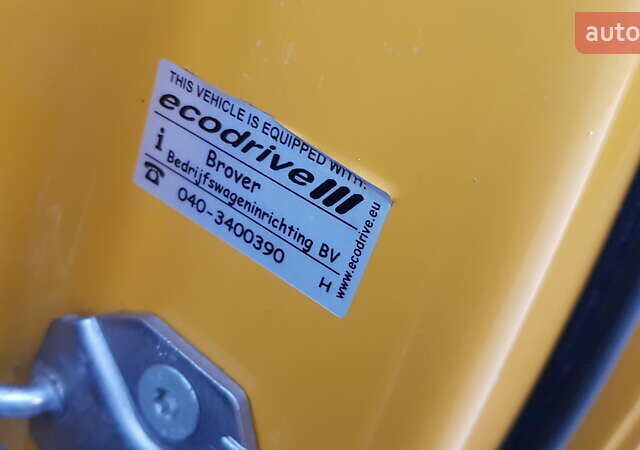 auto
THIS VEHICLE IS EQUIPPED WITH:
ecodrive
i Brover
Bedrijfswageninrichting BV
☎ 040-3400390
H
www.ecodrive.eu